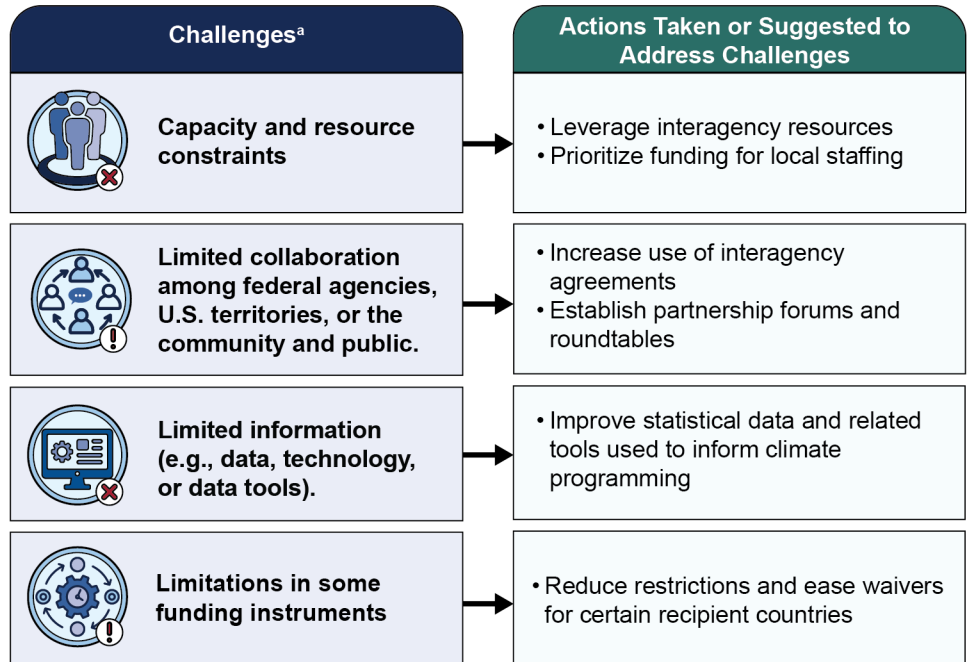 Challengesᵃ
Actions Taken or Suggested to
Address Challenges
Capacity and resource
constraints
• Leverage interagency resources
• Prioritize funding for local staffing
Limited collaboration
among federal agencies,
U.S. territories, or the
community and public.
• Increase use of interagency
agreements
• Establish partnership forums and
roundtables
Limited information
(e.g., data, technology,
or data tools).
• Improve statistical data and related
tools used to inform climate
programming
Limitations in some
funding instruments
• Reduce restrictions and ease waivers
for certain recipient countries